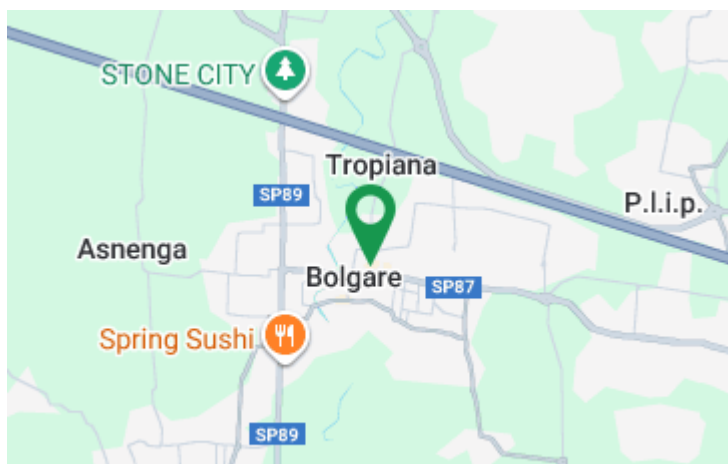 STONE CITY
Tropiana
SP89
P.l.i.p.
Asnenga
Bolgare
SP87
Spring Sushi
SP89